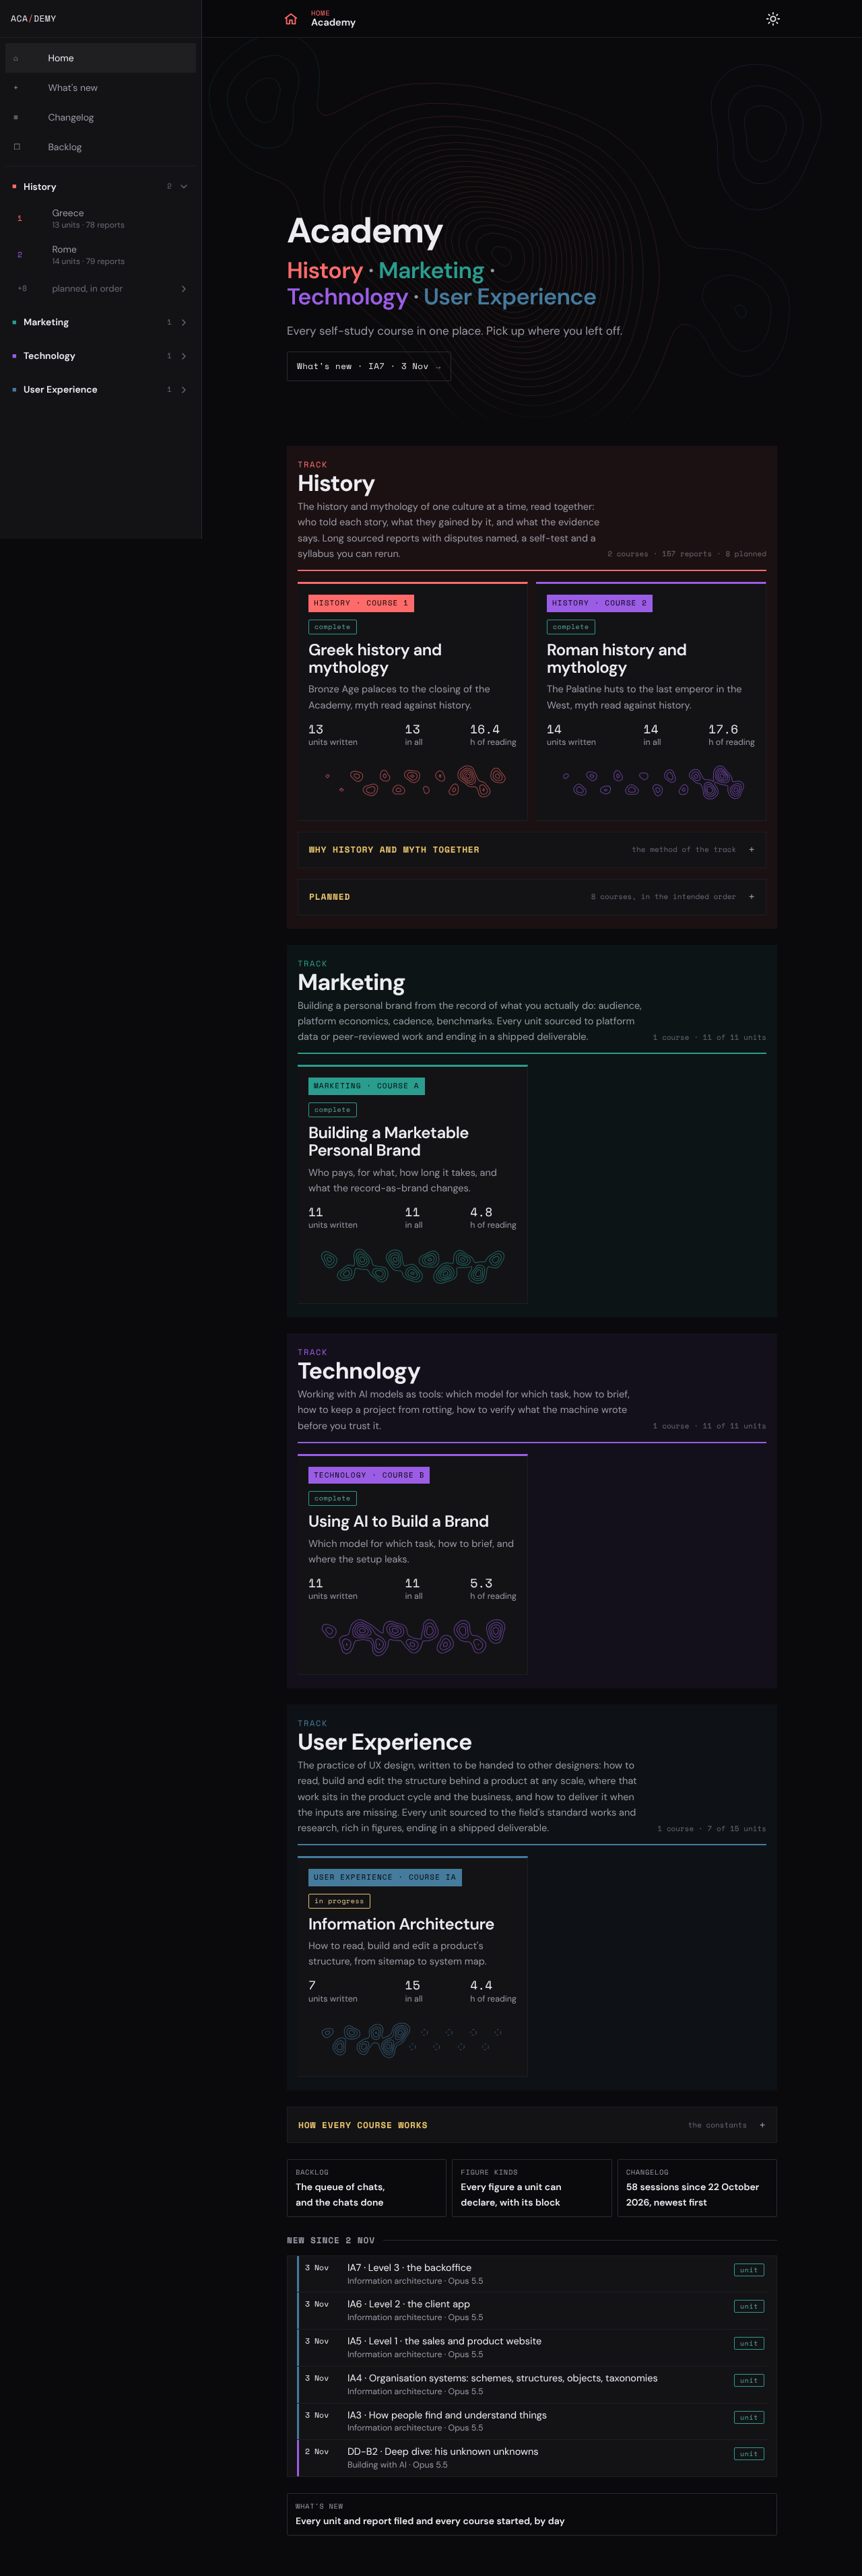 ACA/DEMY
Home
What's new
Changelog
Backlog
History 2
1 Greece
13 units · 78 reports
2 Rome
14 units · 79 reports
+8 planned, in order
Marketing 1
Technology 1
User Experience 1
HOME
Academy
Academy
History · Marketing ·
Technology · User Experience
Every self-study course in one place. Pick up where you left off.
What's new · IA7 · 3 Nov →
TRACK
History
The history and mythology of one culture at a time, read together:
who told each story, what they gained by it, and what the evidence
says. Long sourced reports with disputes named, a self-test and a
syllabus you can rerun.
2 courses · 157 reports · 8 planned
HISTORY · COURSE 1
complete
Greek history and
mythology
Bronze Age palaces to the closing of the
Academy, myth read against history.
13 13 16.4
units written in all h of reading
HISTORY · COURSE 2
complete
Roman history and
mythology
The Palatine huts to the last emperor in the
West, myth read against history.
14 14 17.6
units written in all h of reading
WHY HISTORY AND MYTH TOGETHER the method of the track +
PLANNED 8 courses, in the intended order +
TRACK
Marketing
Building a personal brand from the record of what you actually do: audience,
platform economics, cadence, benchmarks. Every unit sourced to platform
data or peer-reviewed work and ending in a shipped deliverable.
1 course · 11 of 11 units
MARKETING · COURSE A
complete
Building a Marketable
Personal Brand
Who pays, for what, how long it takes, and
what the record-as-brand changes.
11 11 4.8
units written in all h of reading
TRACK
Technology
Working with AI models as tools: which model for which task, how to brief,
how to keep a project from rotting, how to verify what the machine wrote
before you trust it.
1 course · 11 of 11 units
TECHNOLOGY · COURSE B
complete
Using AI to Build a Brand
Which model for which task, how to brief, and
where the setup leaks.
11 11 5.3
units written in all h of reading
TRACK
User Experience
The practice of UX design, written to be handed to other designers: how to
read, build and edit the structure behind a product at any scale, where that
work sits in the product cycle and the business, and how to deliver it when
the inputs are missing. Every unit sourced to the field's standard works and
research, rich in figures, ending in a shipped deliverable.
1 course · 7 of 15 units
USER EXPERIENCE · COURSE IA
in progress
Information Architecture
How to read, build and edit a product's
structure, from sitemap to system map.
7 15 4.4
units written in all h of reading
HOW EVERY COURSE WORKS the constants +
BACKLOG
The queue of chats,
and the chats done
FIGURE KINDS
Every figure a unit can
declare, with its block
CHANGELOG
58 sessions since 22 October
2026, newest first
NEW SINCE 2 NOV
3 Nov IA7 · Level 3 · the backoffice unit
Information architecture · Opus 5.5
3 Nov IA6 · Level 2 · the client app unit
Information architecture · Opus 5.5
3 Nov IA5 · Level 1 · the sales and product website unit
Information architecture · Opus 5.5
3 Nov IA4 · Organisation systems: schemes, structures, objects, taxonomies unit
Information architecture · Opus 5.5
3 Nov IA3 · How people find and understand things unit
Information architecture · Opus 5.5
2 Nov DD-B2 · Deep dive: his unknown unknowns unit
Building with AI · Opus 5.5
WHAT'S NEW
Every unit and report filed and every course started, by day